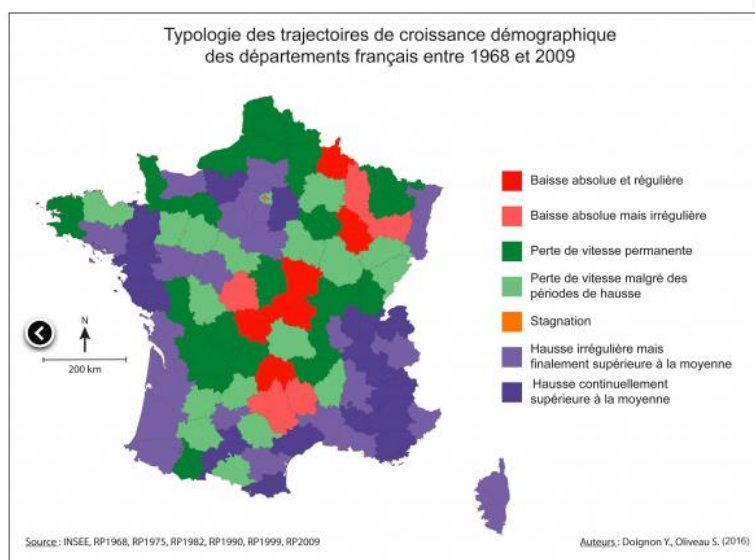 Typologie des trajectoires de croissance démographique
des départements français entre 1968 et 2009
Baisse absolue et régulière
Baisse absolue mais irrégulière
Perte de vitesse permanente
Perte de vitesse malgré des
périodes de hausse
Stagnation
Hausse irrégulière mais
finalement supérieure à la moyenne
Hausse continuellement
supérieure à la moyenne
N
200 km
Source : INSEE, RP1968, RP1975, RP1982, RP1990, RP1999, RP2009
Auteurs : Doignon Y., Oliveau S. (2016)